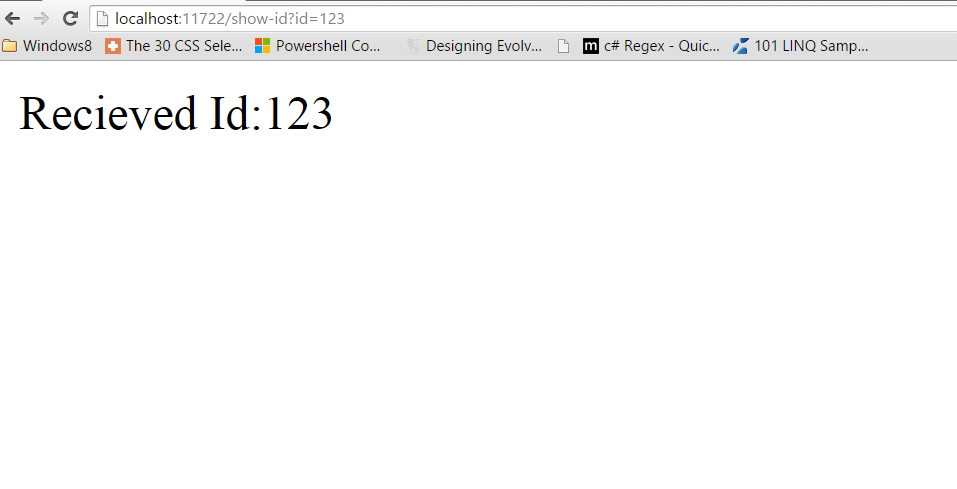 localhost:11722/show-id?id=123
Windows8 The 30 CSS Sele... Powershell Co... Designing Evolv... m c# Regex - Quic... 101 LINQ Samp...
Recieved Id:123